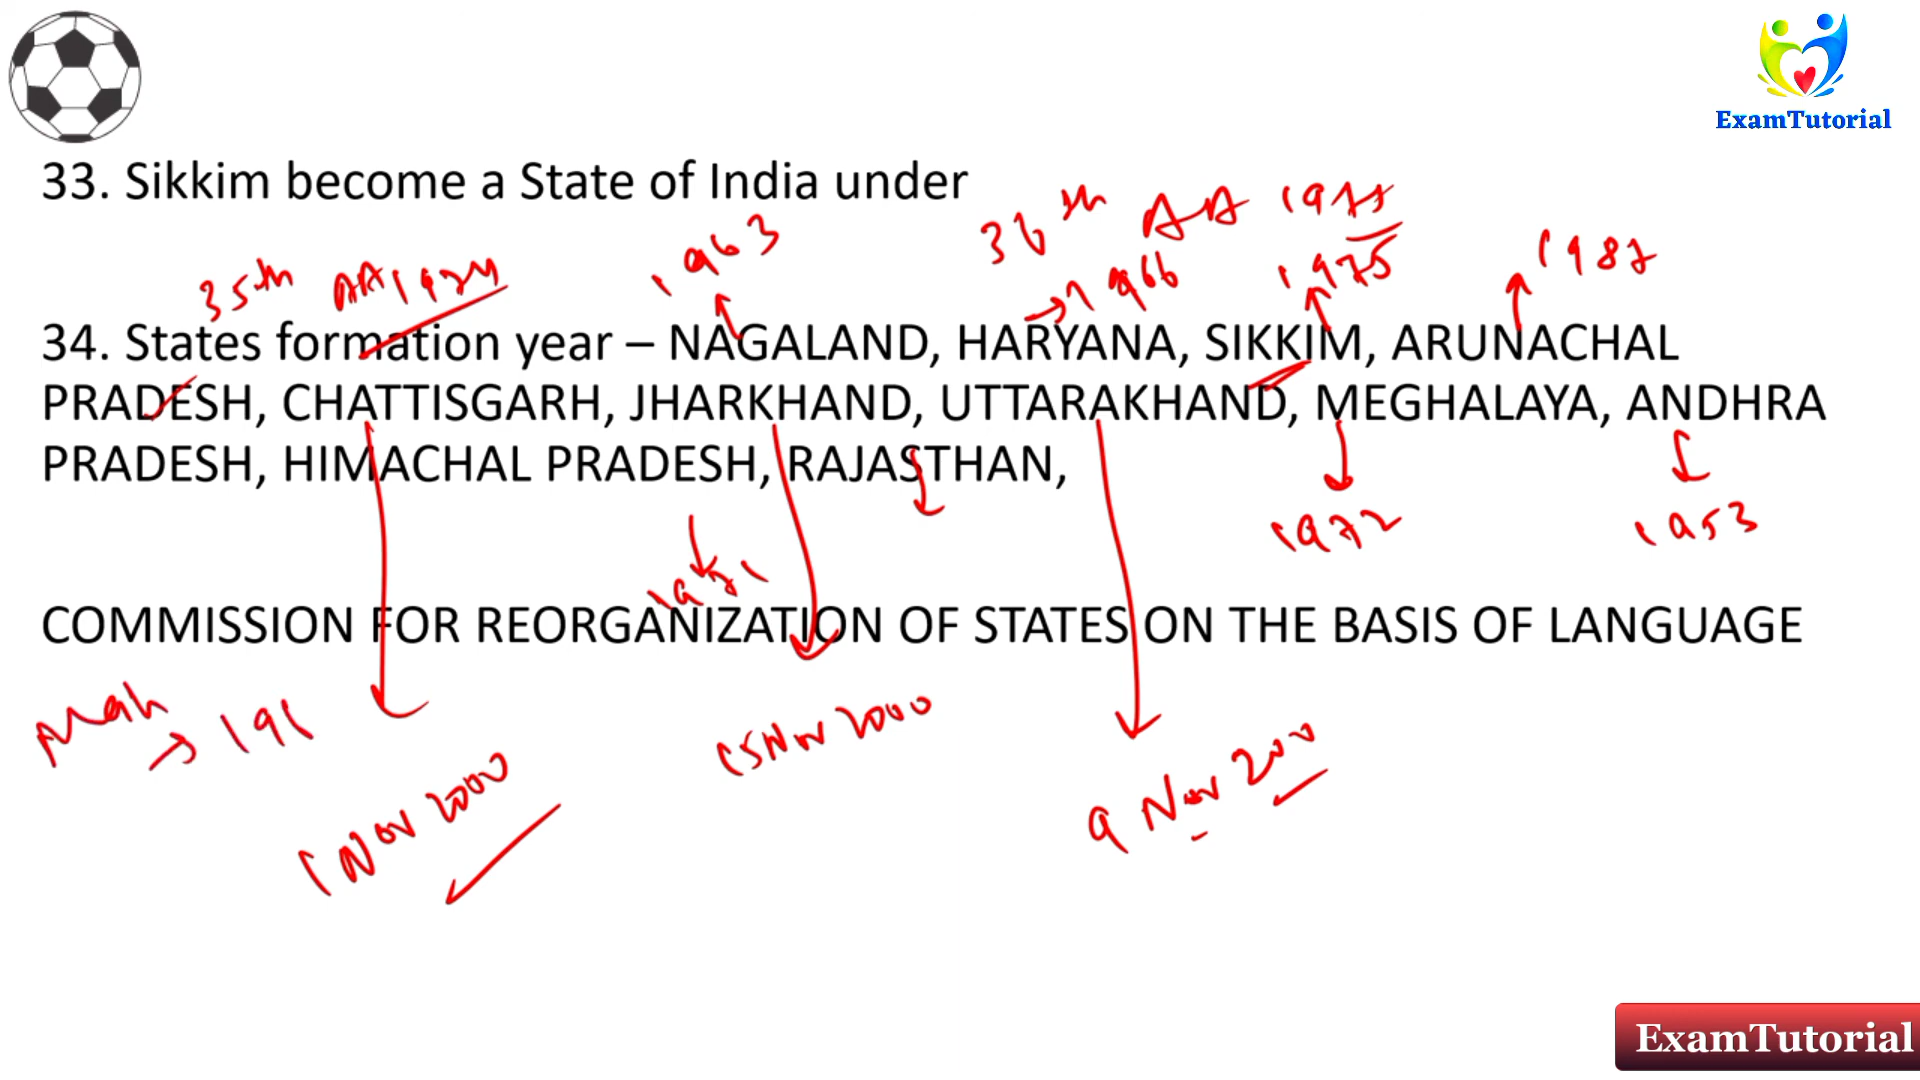 ExamTutorial
33. Sikkim become a State of India under
36th AA 1975
35th AA 1974
1963
1966
1975
1987
34. States formation year – NAGALAND, HARYANA, SIKKIM, ARUNACHAL
PRADESH, CHATTISGARH, JHARKHAND, UTTARAKHAND, MEGHALAYA, ANDHRA
PRADESH, HIMACHAL PRADESH, RAJASTHAN,
1972
1953
1971
COMMISSION FOR REORGANIZATION OF STATES ON THE BASIS OF LANGUAGE
Mah
1 Nov 2000
15 Nov 2000
9 Nov 200
ExamTutorial